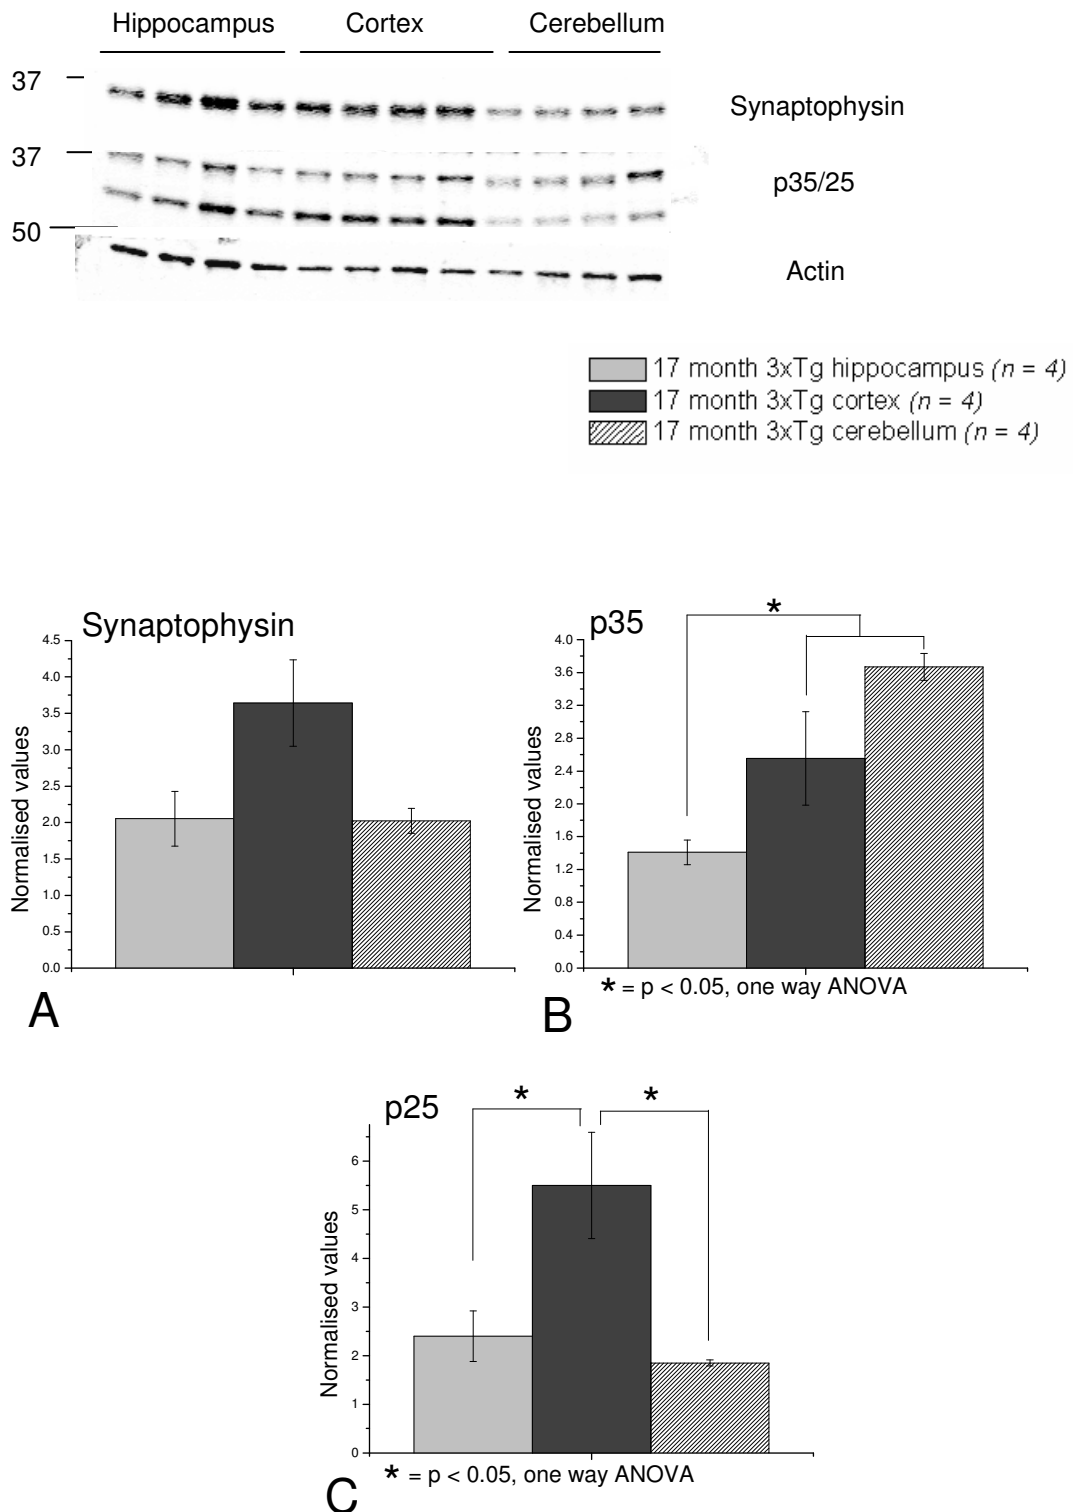 Hippocampus Cortex Cerebellum
37
Synaptophysin
37
p35/25
50
Actin
17 month 3xTg hippocampus (n = 4)
17 month 3xTg cortex (n = 4)
17 month 3xTg cerebellum (n = 4)
Synaptophysin
4.5
4.0
3.5
3.0
2.5
2.0
1.5
1.0
0.5
0.0
Normalised values
A
p35
*
4.0
3.6
3.2
2.8
2.4
2.0
1.6
1.2
0.8
0.4
0.0
Normalised values
* = p < 0.05, one way ANOVA
B
p25
* *
6
5
4
3
2
1
0
Normalised values
* = p < 0.05, one way ANOVA
C